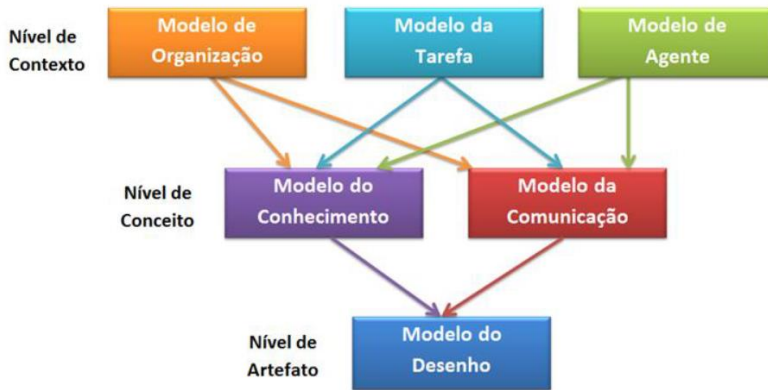 Nível de
Contexto
Modelo de
Organização
Modelo da
Tarefa
Modelo de
Agente
Nível de
Conceito
Modelo do
Conhecimento
Modelo da
Comunicação
Nível de
Artefato
Modelo do
Desenho